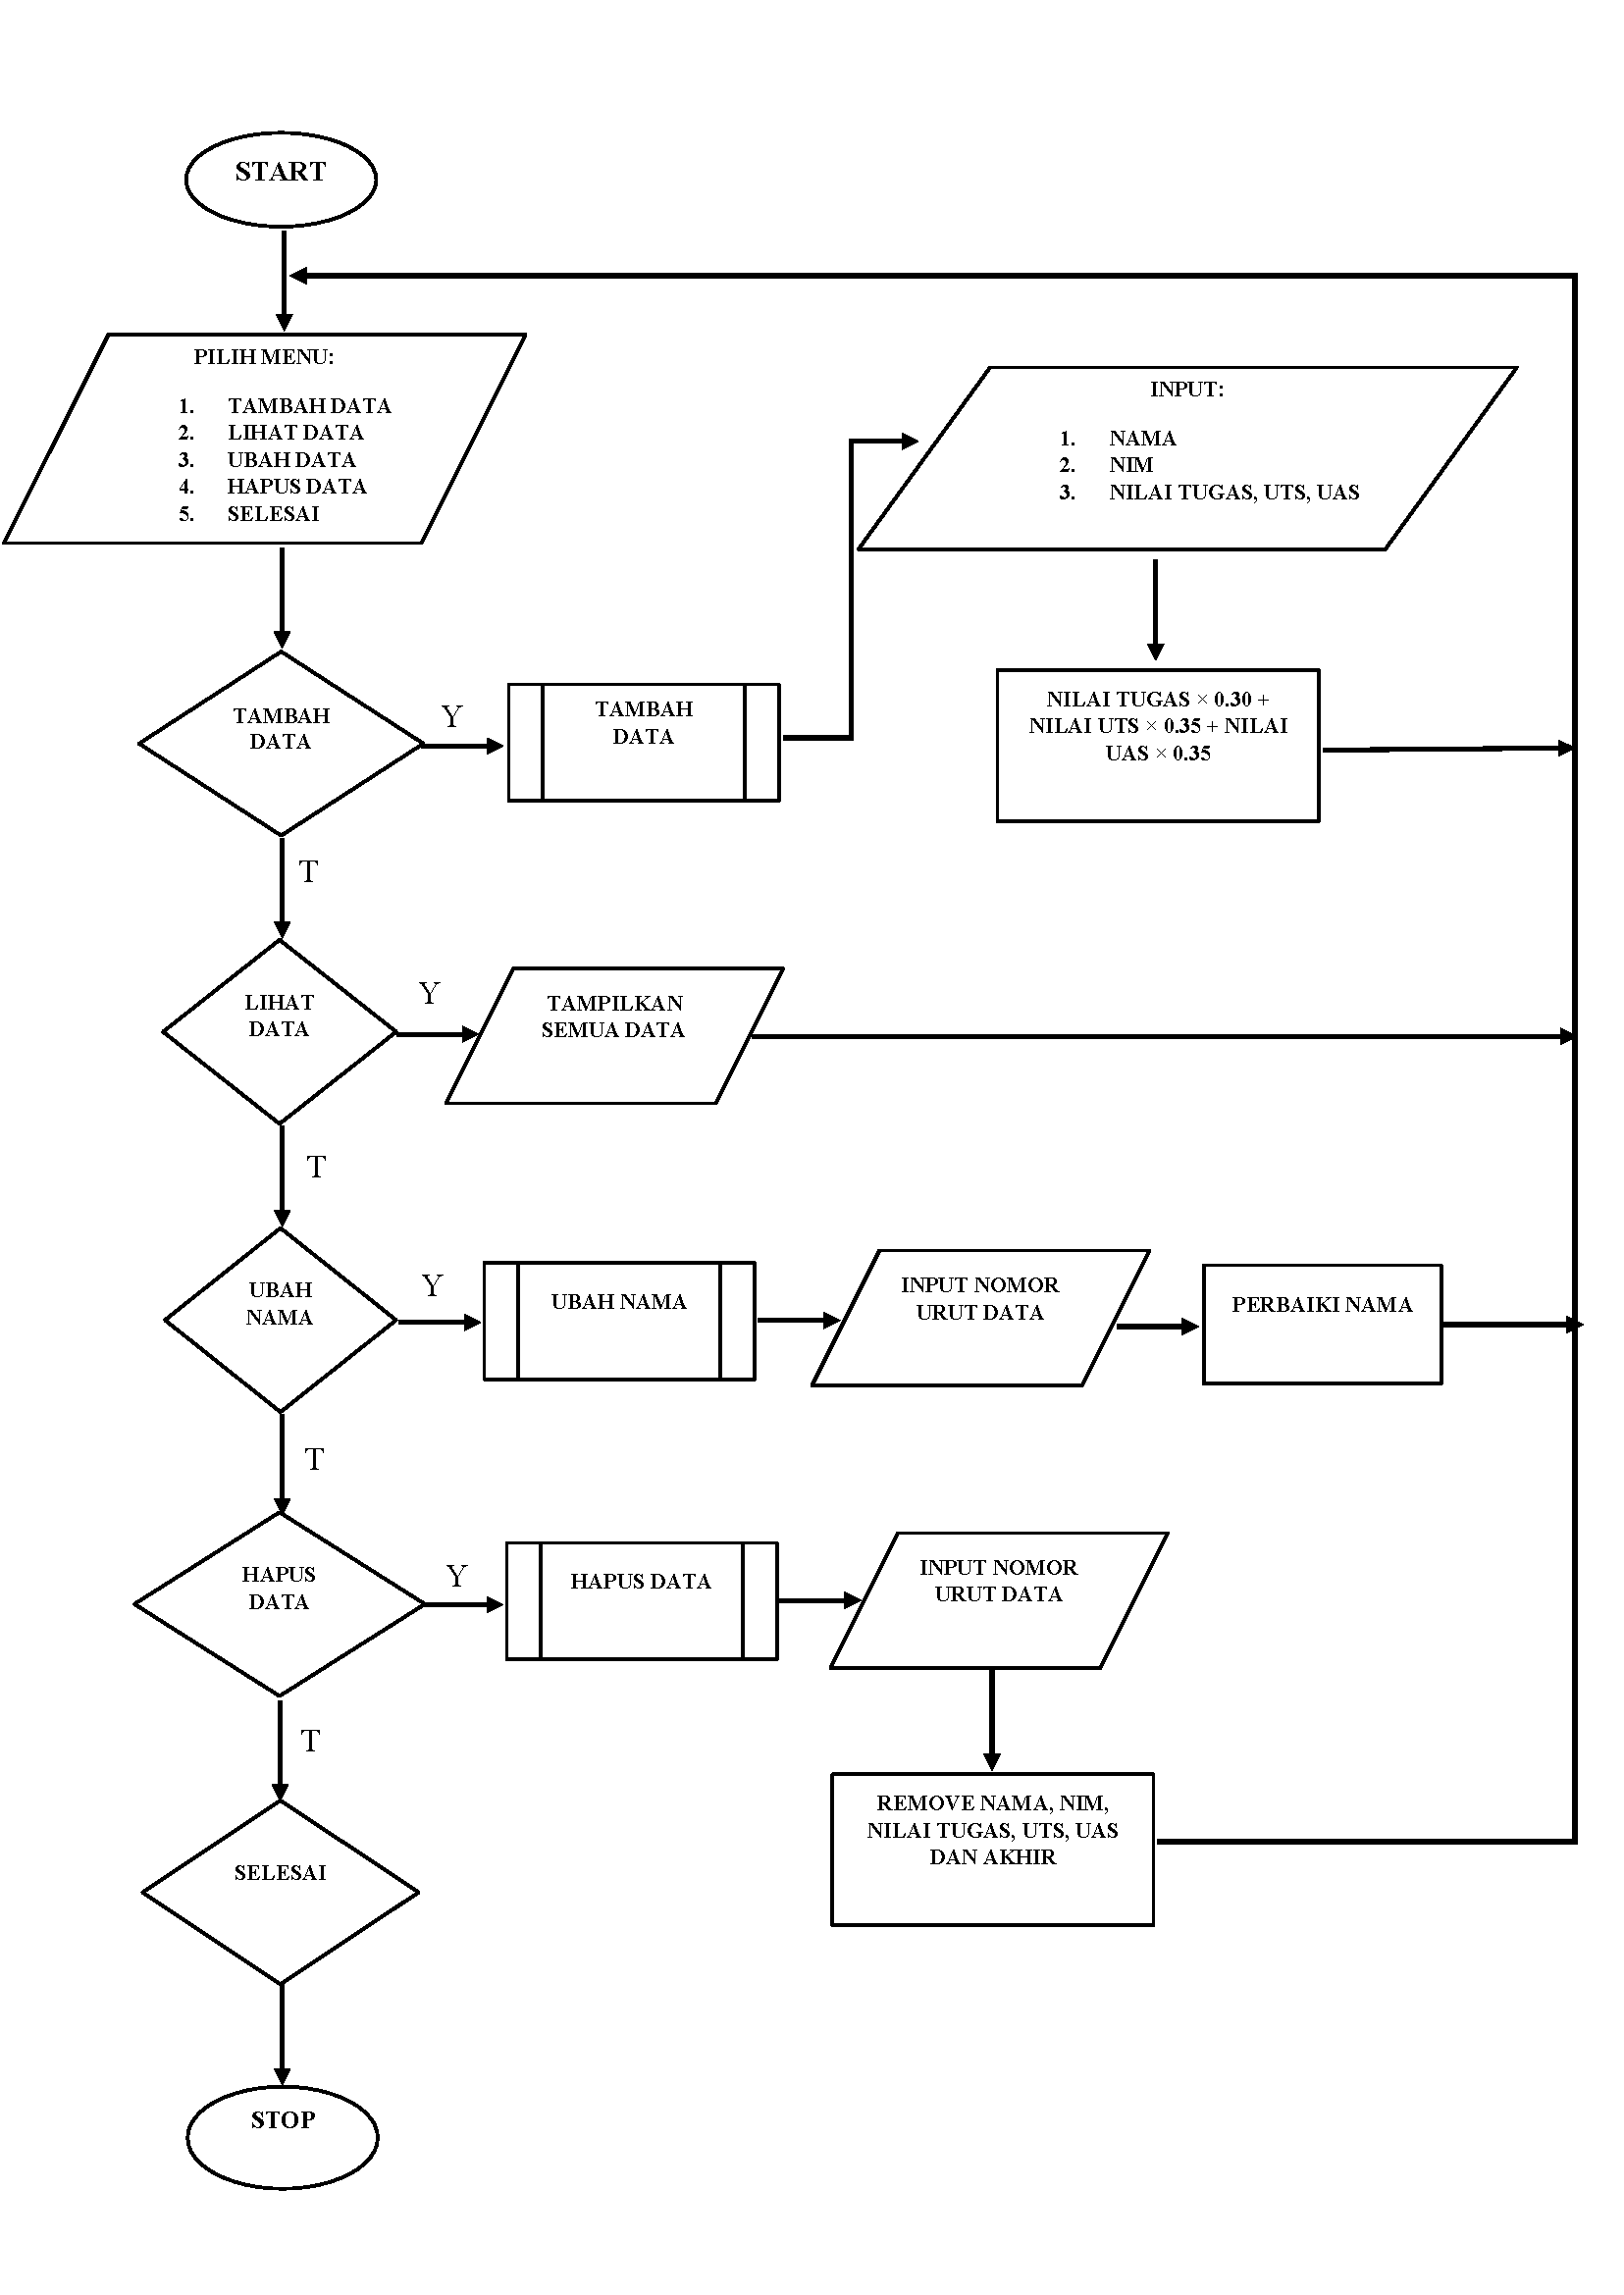 START
PILIH MENU:
1. TAMBAH DATA
2. LIHAT DATA
3. UBAH DATA
4. HAPUS DATA
5. SELESAI
INPUT:
1. NAMA
2. NIM
3. NILAI TUGAS, UTS, UAS
TAMBAH
DATA
Y
TAMBAH
DATA
NILAI TUGAS × 0.30 +
NILAI UTS × 0.35 + NILAI
UAS × 0.35
T
LIHAT
DATA
Y
TAMPILKAN
SEMUA DATA
T
UBAH
NAMA
Y
UBAH NAMA
INPUT NOMOR
URUT DATA
PERBAIKI NAMA
T
HAPUS
DATA
Y
HAPUS DATA
INPUT NOMOR
URUT DATA
T
REMOVE NAMA, NIM,
NILAI TUGAS, UTS, UAS
DAN AKHIR
SELESAI
STOP